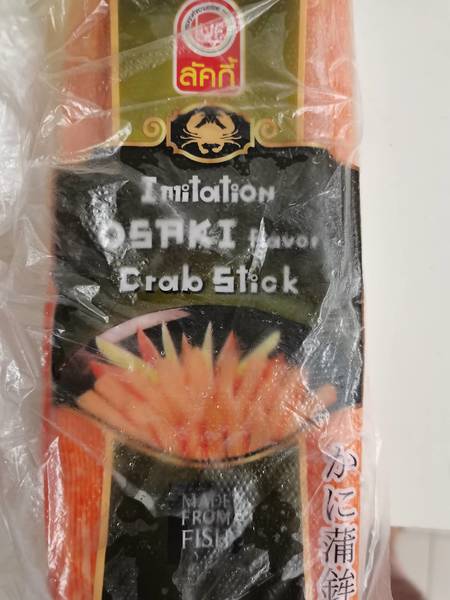 ลัคกี้
Imitation
OSAKI flavor
Crab Stick
MADE
FROM
FISH
かに蒲鉾